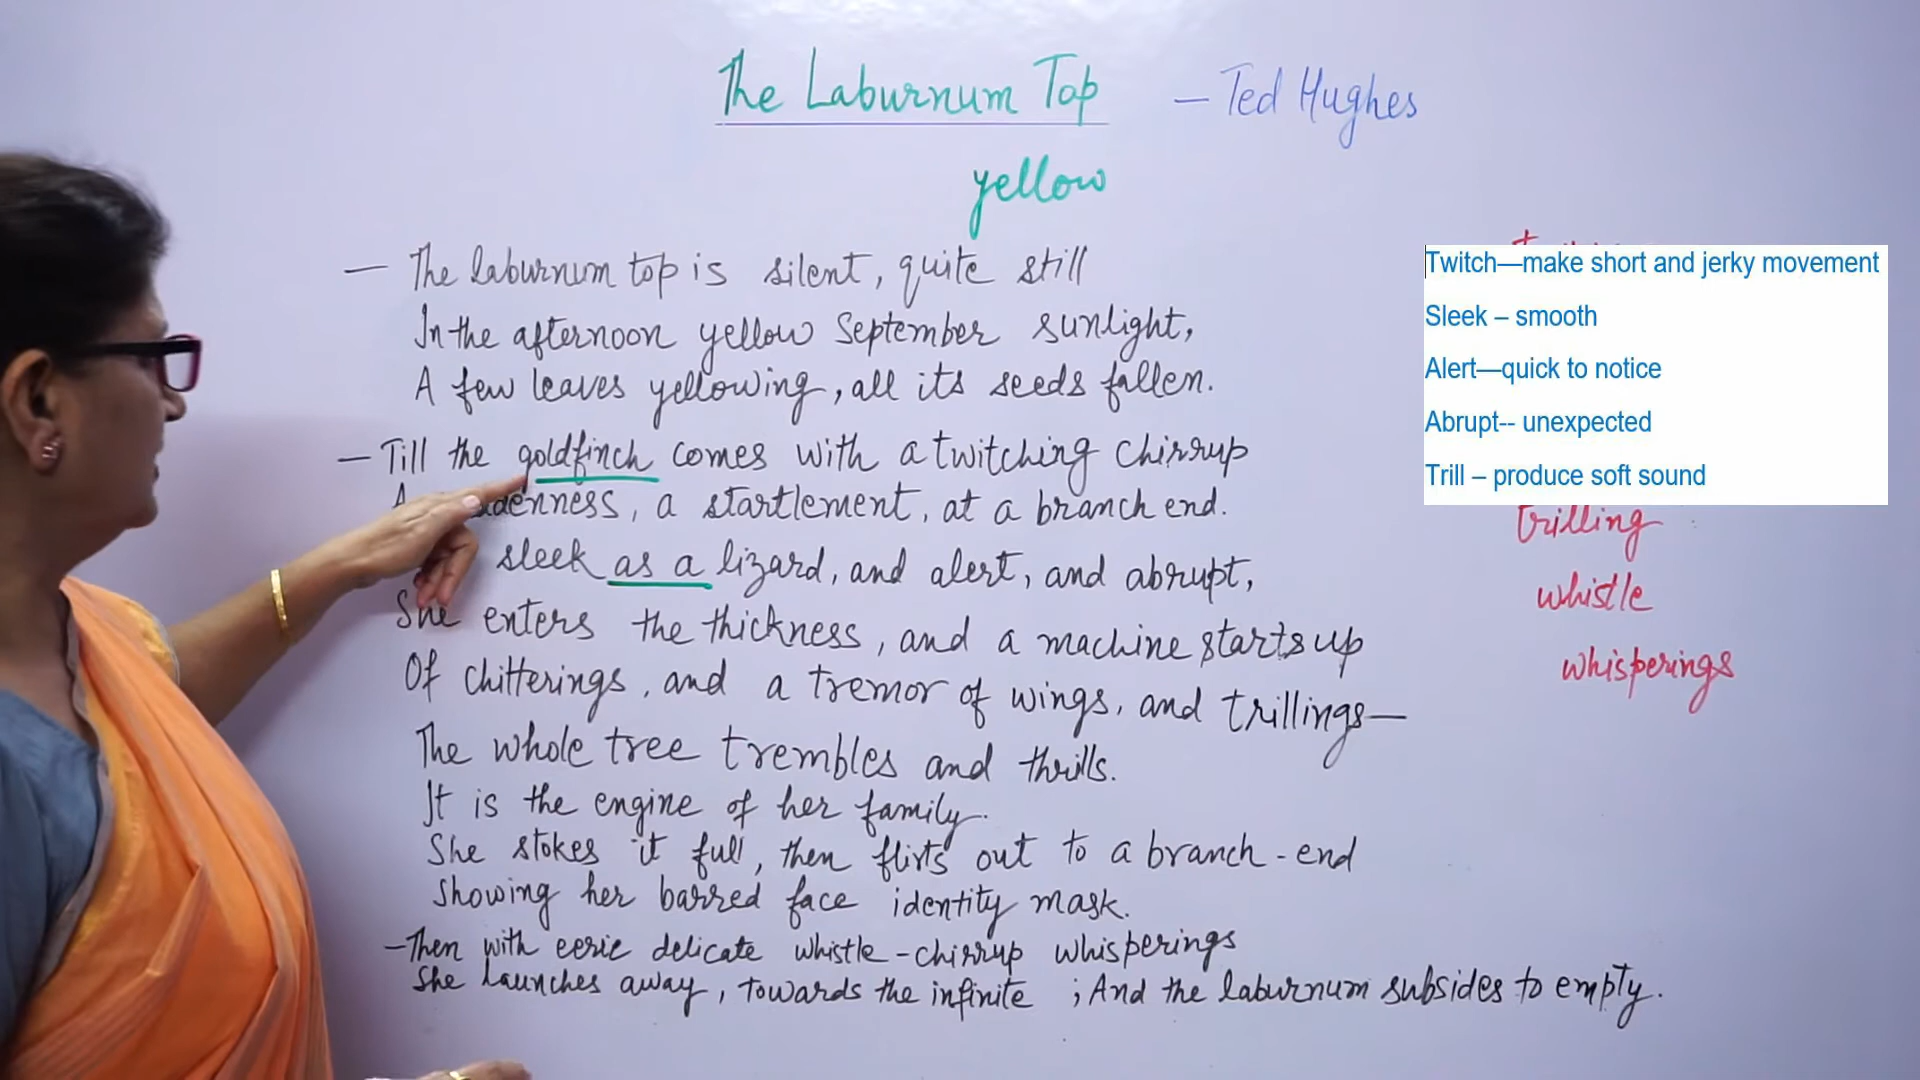 The Laburnum Top
— Ted Hughes
yellow
— The laburnum top is silent, quite still
In the afternoon yellow September sunlight,
A few leaves yellowing, all its seeds fallen.
— Till the goldfinch comes with a twitching chirrup
A startlement, at a branch end.
sleek as a lizard, and alert, and abrupt,
She enters the thickness, and a machine starts up
Of chitterings, and a tremor of wings, and trillings—
The whole tree trembles and thrills.
It is the engine of her family.
She stokes it full, then flirts out to a branch-end
Showing her barred face identity mask.
— Then with eerie delicate whistle-chirrup whisperings
She launches away, towards the infinite ; And the laburnum subsides to empty.
Twitch—make short and jerky movement
Sleek – smooth
Alert—quick to notice
Abrupt-- unexpected
Trill – produce soft sound
trilling
whistle
whisperings